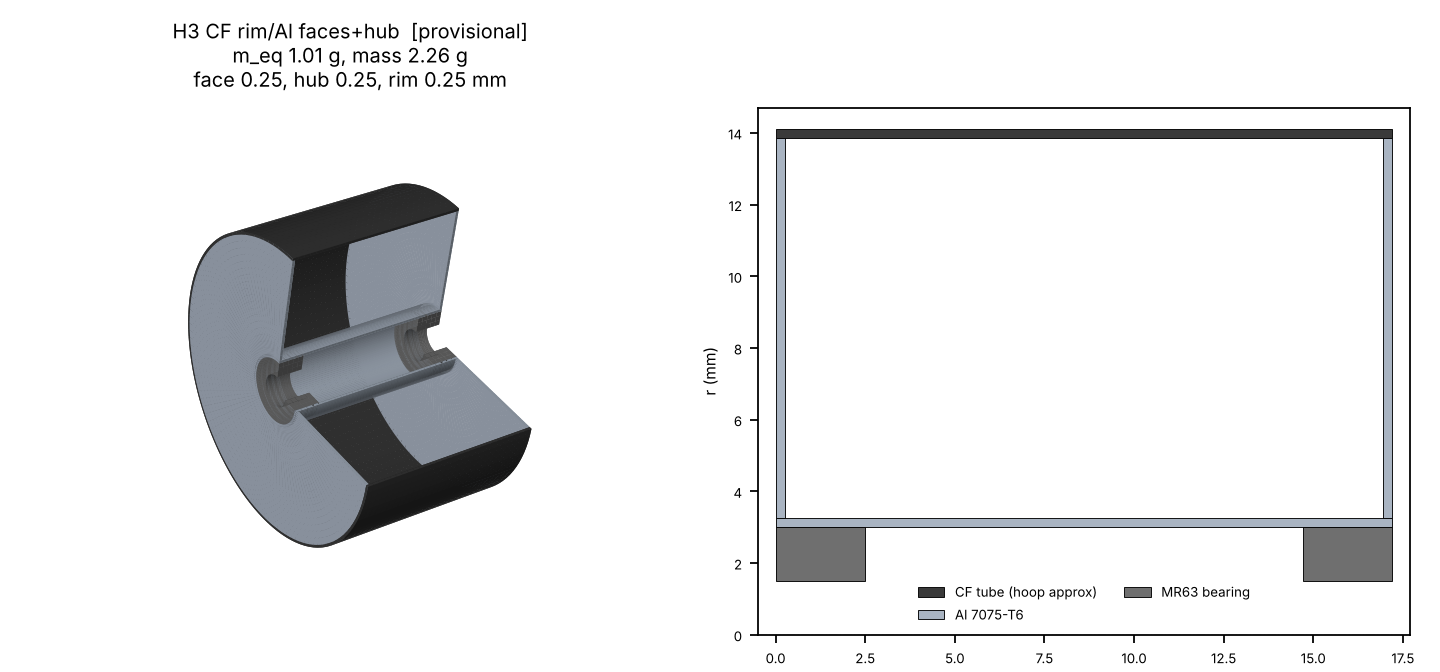 H3 CF rim/Al faces+hub  [provisional]
m_eq 1.01 g, mass 2.26 g
face 0.25, hub 0.25, rim 0.25 mm
14
12
10
8
6
4
2
0
r (mm)
CF tube (hoop approx)
MR63 bearing
Al 7075-T6
0.0
2.5
5.0
7.5
10.0
12.5
15.0
17.5